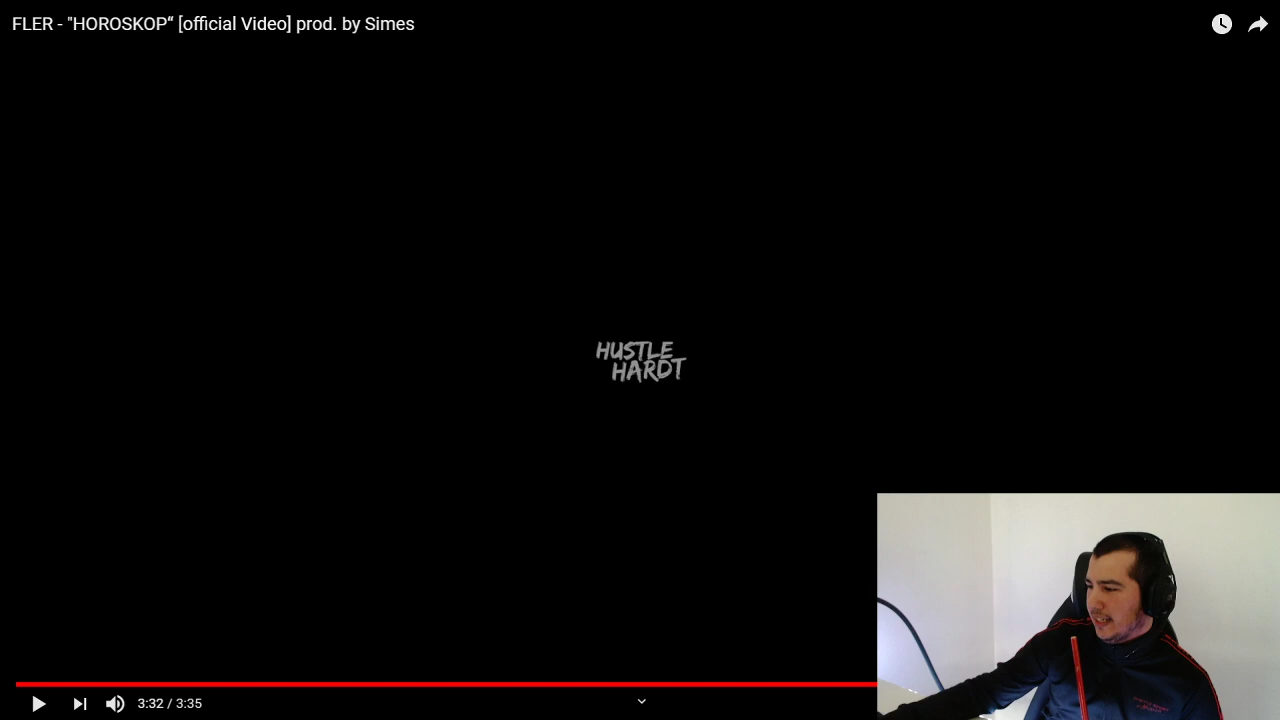 FLER - "HOROSKOP“ [official Video] prod. by Simes
HUSTLE
HARDT
3:32 / 3:35